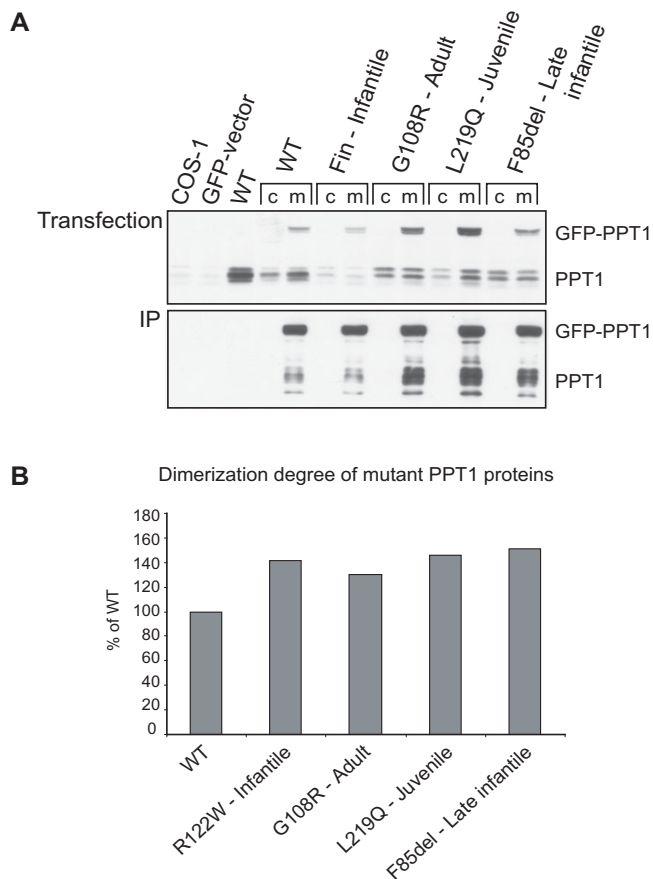 A
COS-1
GFP-vector
WT
WT
Fin - Infantile
G108R - Adult
L219Q - Juvenile
F85del - Late
infantile
c m c m c m c m c m
Transfection
GFP-PPT1
PPT1
IP
GFP-PPT1
PPT1
B
Dimerization degree of mutant PPT1 proteins
% of WT
180
160
140
120
100
80
60
40
20
0
WT
R122W - Infantile
G108R - Adult
L219Q - Juvenile
F85del - Late infantile